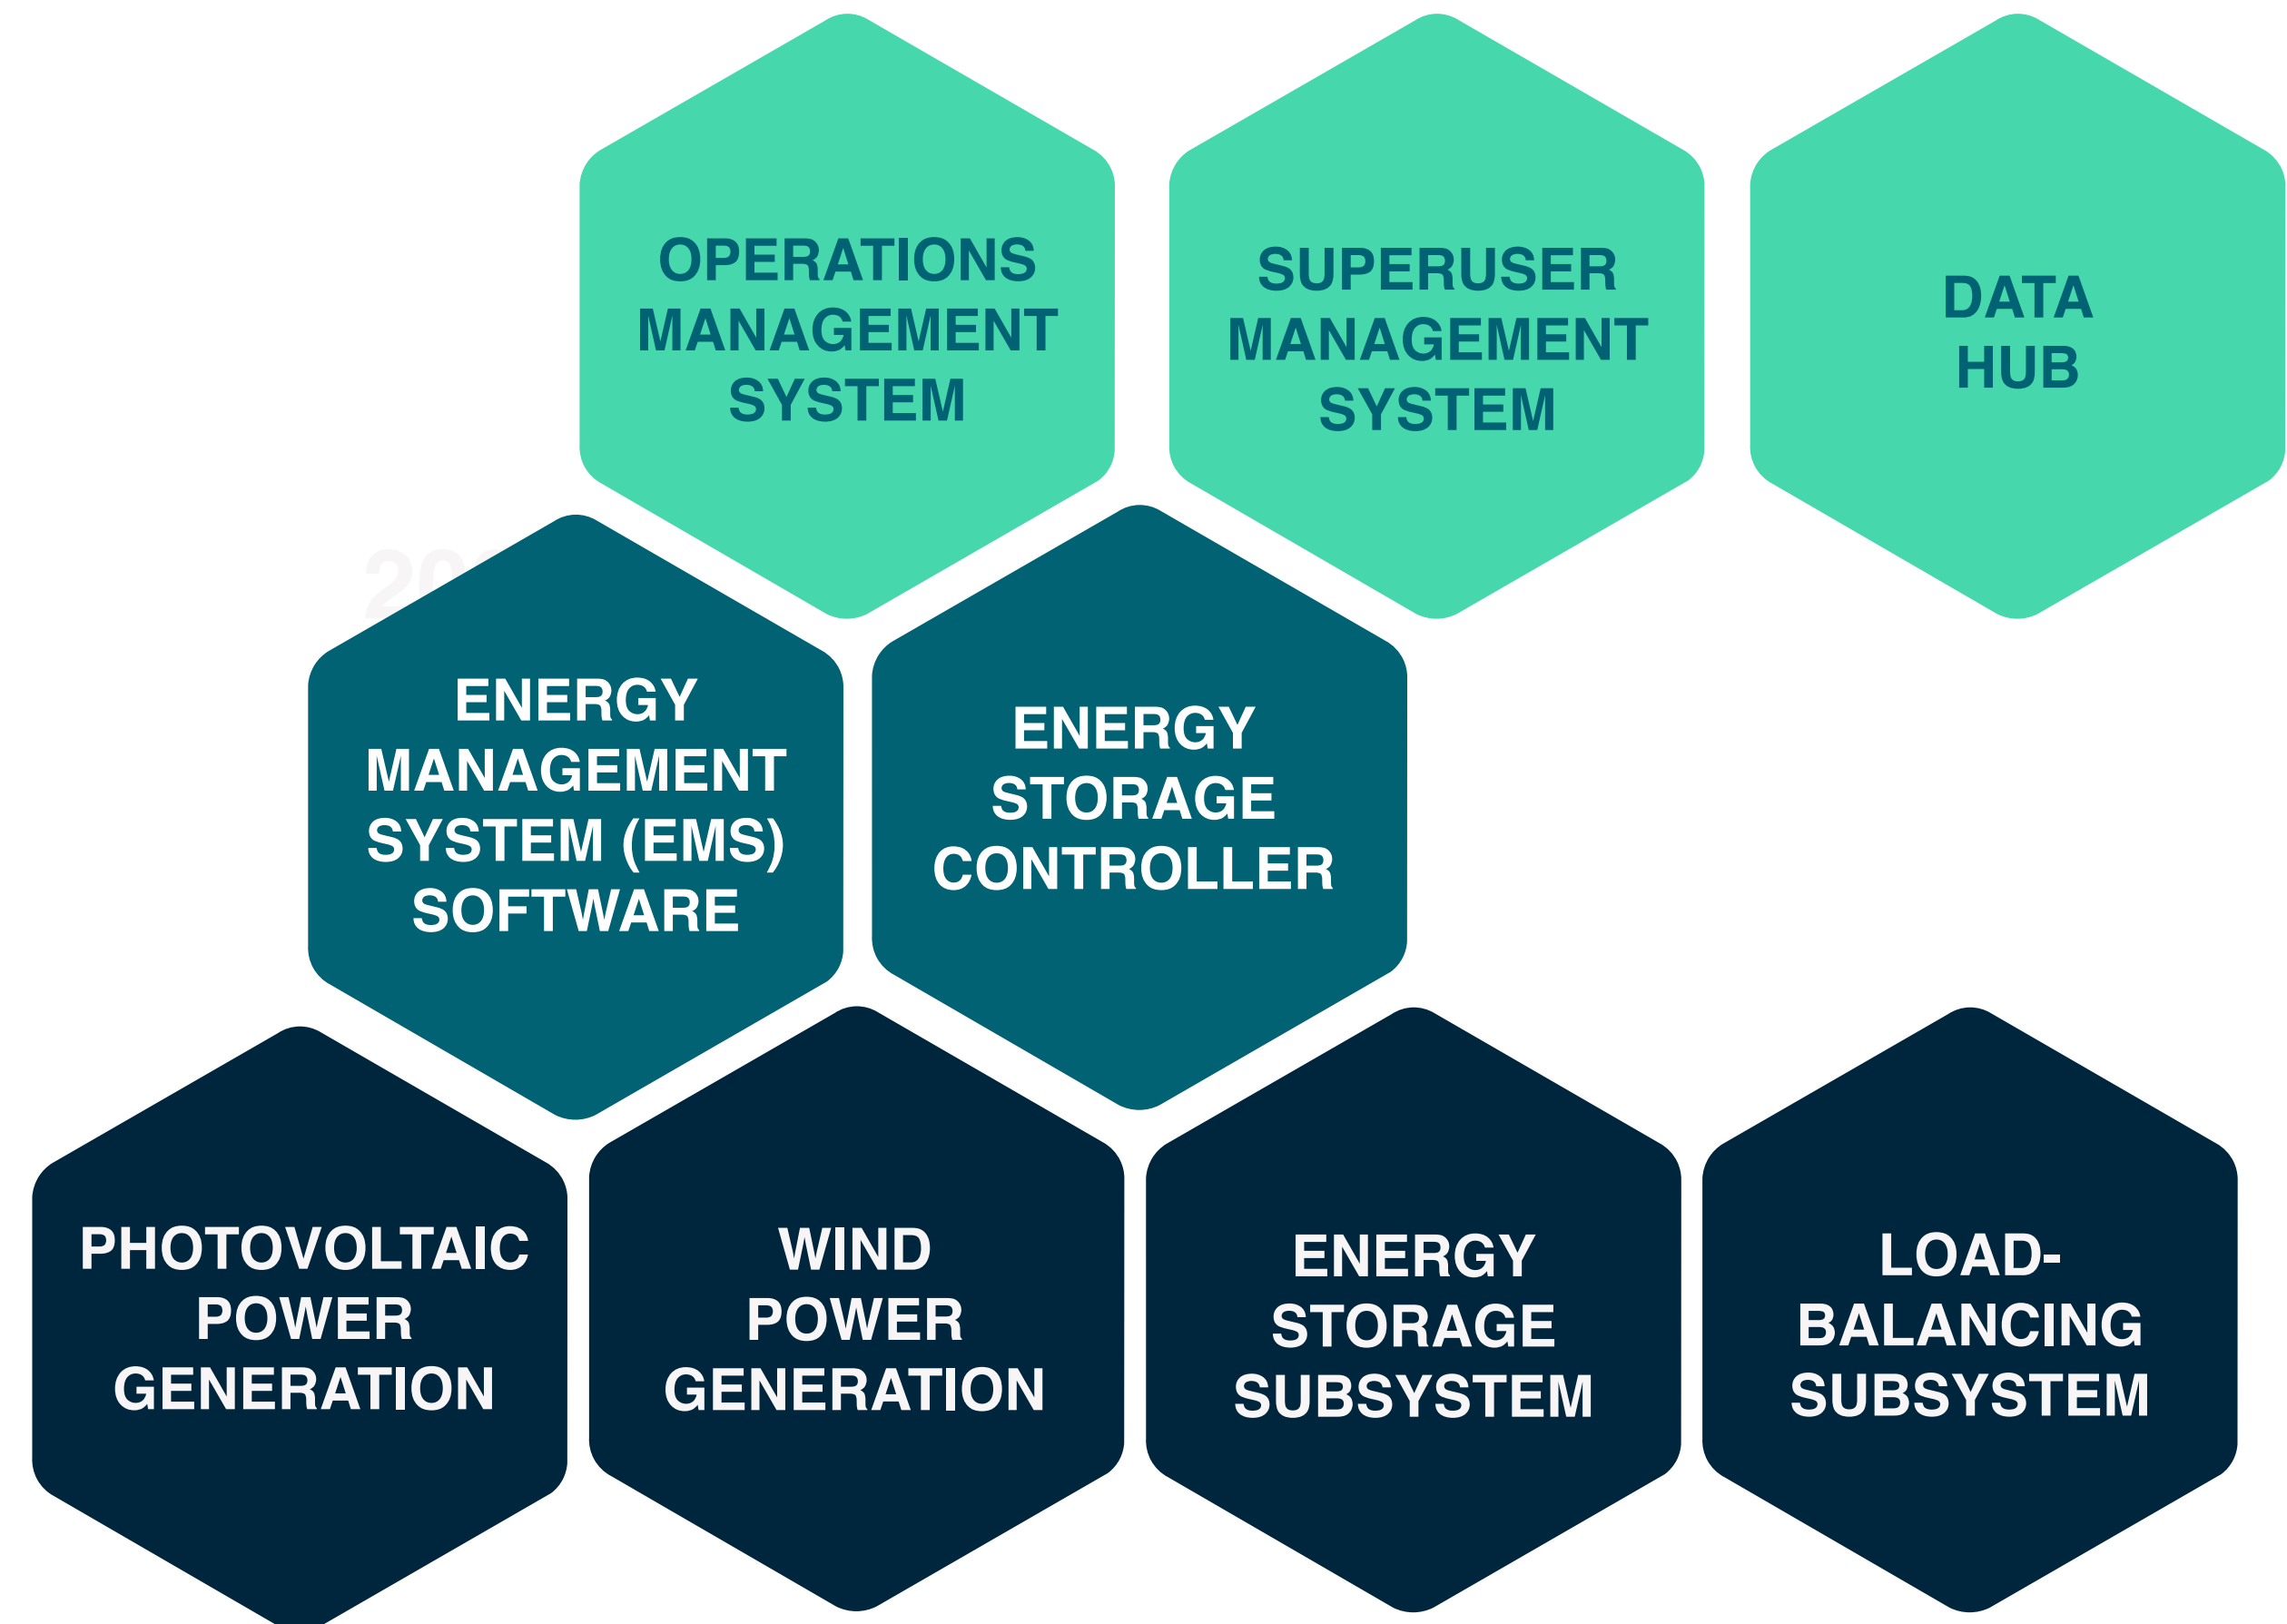 OPERATIONS
MANAGEMENT
SYSTEM
SUPERUSER
MANAGEMENT
SYSTEM
DATA
HUB
ENERGY
MANAGEMENT
SYSTEM (EMS)
SOFTWARE
ENERGY
STORAGE
CONTROLLER
PHOTOVOLTAIC
POWER
GENERATION
WIND
POWER
GENERATION
ENERGY
STORAGE
SUBSYSTEM
LOAD-
BALANCING
SUBSYSTEM